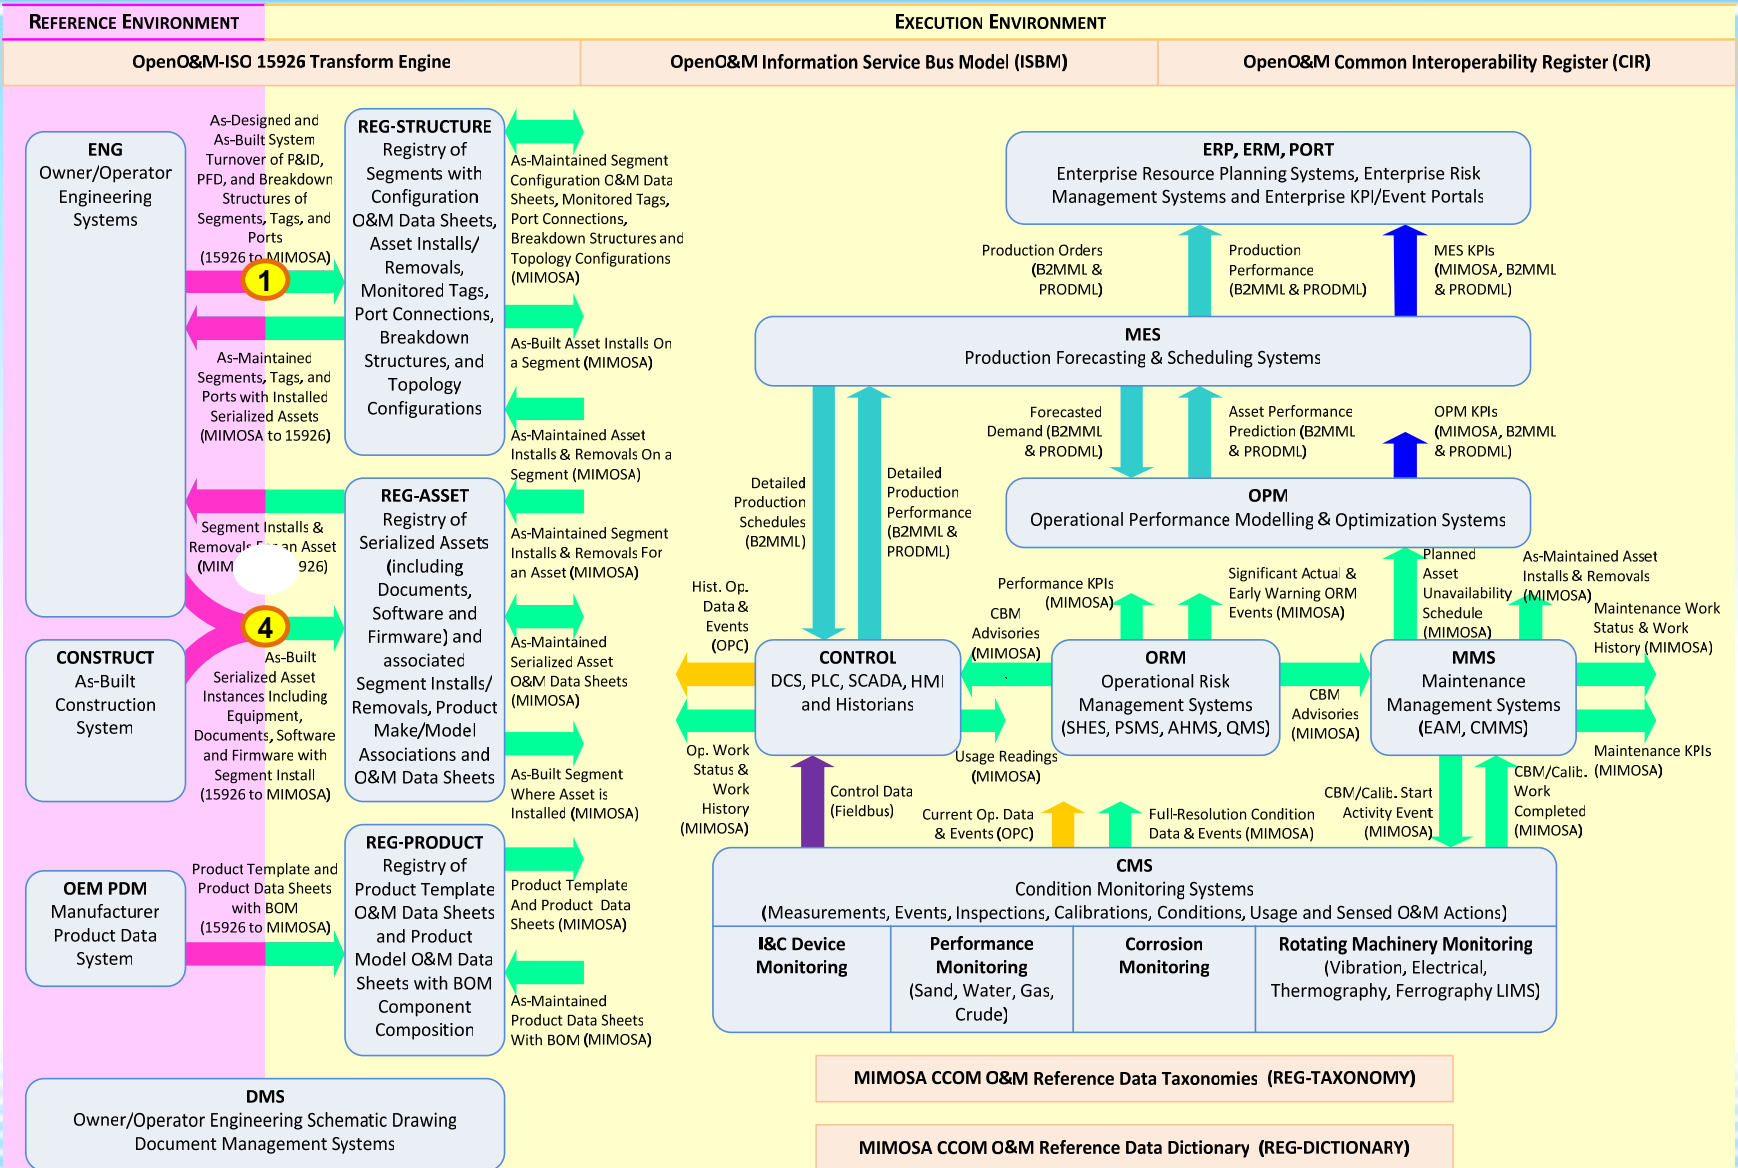 REFERENCE ENVIRONMENT
EXECUTION ENVIRONMENT
OpenO&M-ISO 15926 Transform Engine
OpenO&M Information Service Bus Model (ISBM)
OpenO&M Common Interoperability Register (CIR)
ENG
Owner/Operator
Engineering
Systems
As-Designed and
As-Built System
Turnover of P&ID,
PFD, and Breakdown
Structures of
Segments, Tags, and
Ports
(15926 to MIMOSA)
1
As-Maintained
Segments, Tags, and
Ports with Installed
Serialized Assets
(MIMOSA to 15926)
Segment Installs &
Removals For an Asset
(MIM 926)
4
As-Built
Serialized Asset
Instances Including
Equipment,
Documents, Software
and Firmware with
Segment Install
(15926 to MIMOSA)
CONSTRUCT
As-Built
Construction
System
OEM PDM
Manufacturer
Product Data
System
Product Template and
Product Data Sheets
with BOM
(15926 to MIMOSA)
DMS
Owner/Operator Engineering Schematic Drawing
Document Management Systems
REG-STRUCTURE
Registry of
Segments with
Configuration
O&M Data Sheets,
Asset Installs/
Removals,
Monitored Tags,
Port Connections,
Breakdown
Structures, and
Topology
Configurations
REG-ASSET
Registry of
Serialized Assets
(including
Documents,
Software and
Firmware) and
associated
Segment Installs/
Removals, Product
Make/Model
Associations and
O&M Data Sheets
REG-PRODUCT
Registry of
Product Template
O&M Data Sheets
and Product
Model O&M Data
Sheets with BOM
Component
Composition
As-Maintained Segment
Configuration O&M Data
Sheets, Monitored Tags,
Port Connections,
Breakdown Structures and
Topology Configurations
(MIMOSA)
As-Built Asset Installs On
a Segment (MIMOSA)
As-Maintained Asset
Installs & Removals On a
Segment (MIMOSA)
As-Maintained Segment
Installs & Removals For
an Asset (MIMOSA)
As-Maintained
Serialized Asset
O&M Data Sheets
(MIMOSA)
As-Built Segment
Where Asset is
Installed (MIMOSA)
Product Template
And Product Data
Sheets (MIMOSA)
As-Maintained
Product Data Sheets
With BOM (MIMOSA)
ERP, ERM, PORT
Enterprise Resource Planning Systems, Enterprise Risk
Management Systems and Enterprise KPI/Event Portals
Production Orders
(B2MML &
PRODML)
Production
Performance
(B2MML & PRODML)
MES KPIs
(MIMOSA, B2MML
& PRODML)
MES
Production Forecasting & Scheduling Systems
Forecasted
Demand (B2MML
& PRODML)
Asset Performance
Prediction (B2MML
& PRODML)
OPM KPIs
(MIMOSA, B2MML
& PRODML)
Detailed
Production
Schedules
(B2MML)
Detailed
Production
Performance
(B2MML &
PRODML)
OPM
Operational Performance Modelling & Optimization Systems
Hist. Op.
Data &
Events
(OPC)
Performance KPIs
(MIMOSA)
CBM
Advisories
(MIMOSA)
Significant Actual &
Early Warning ORM
Events (MIMOSA)
Planned
Asset
Unavailability
Schedule
(MIMOSA)
As-Maintained Asset
Installs & Removals
(MIMOSA)
Maintenance Work
Status & Work
History (MIMOSA)
CONTROL
DCS, PLC, SCADA, HMI
and Historians
ORM
Operational Risk
Management Systems
(SHES, PSMS, AHMS, QMS)
MMS
Maintenance
Management Systems
(EAM, CMMS)
CBM
Advisories
(MIMOSA)
Op. Work
Status &
Work
History
(MIMOSA)
Usage Readings
(MIMOSA)
Maintenance KPIs
(MIMOSA)
Control Data
(Fieldbus)
Current Op. Data
& Events (OPC)
Full-Resolution Condition
Data & Events (MIMOSA)
CBM/Calib. Start
Activity Event
(MIMOSA)
CBM/Calib.
Work
Completed
(MIMOSA)
CMS
Condition Monitoring Systems
(Measurements, Events, Inspections, Calibrations, Conditions, Usage and Sensed O&M Actions)
I&C Device
Monitoring
Performance
Monitoring
(Sand, Water, Gas,
Crude)
Corrosion
Monitoring
Rotating Machinery Monitoring
(Vibration, Electrical,
Thermography, Ferrography LIMS)
MIMOSA CCOM O&M Reference Data Taxonomies (REG-TAXONOMY)
MIMOSA CCOM O&M Reference Data Dictionary (REG-DICTIONARY)